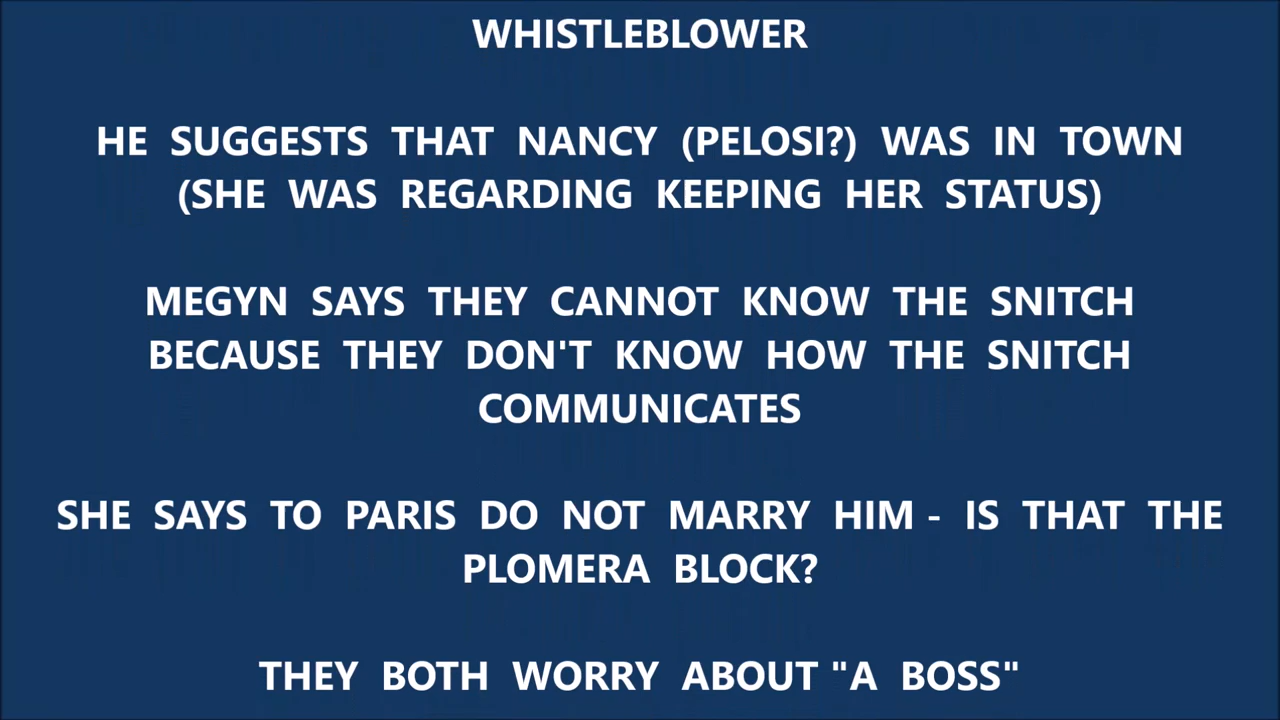 WHISTLEBLOWER
HE SUGGESTS THAT NANCY (PELOSI?) WAS IN TOWN
(SHE WAS REGARDING KEEPING HER STATUS)
MEGYN SAYS THEY CANNOT KNOW THE SNITCH
BECAUSE THEY DON'T KNOW HOW THE SNITCH
COMMUNICATES
SHE SAYS TO PARIS DO NOT MARRY HIM - IS THAT THE
PLOMERA BLOCK?
THEY BOTH WORRY ABOUT "A BOSS"